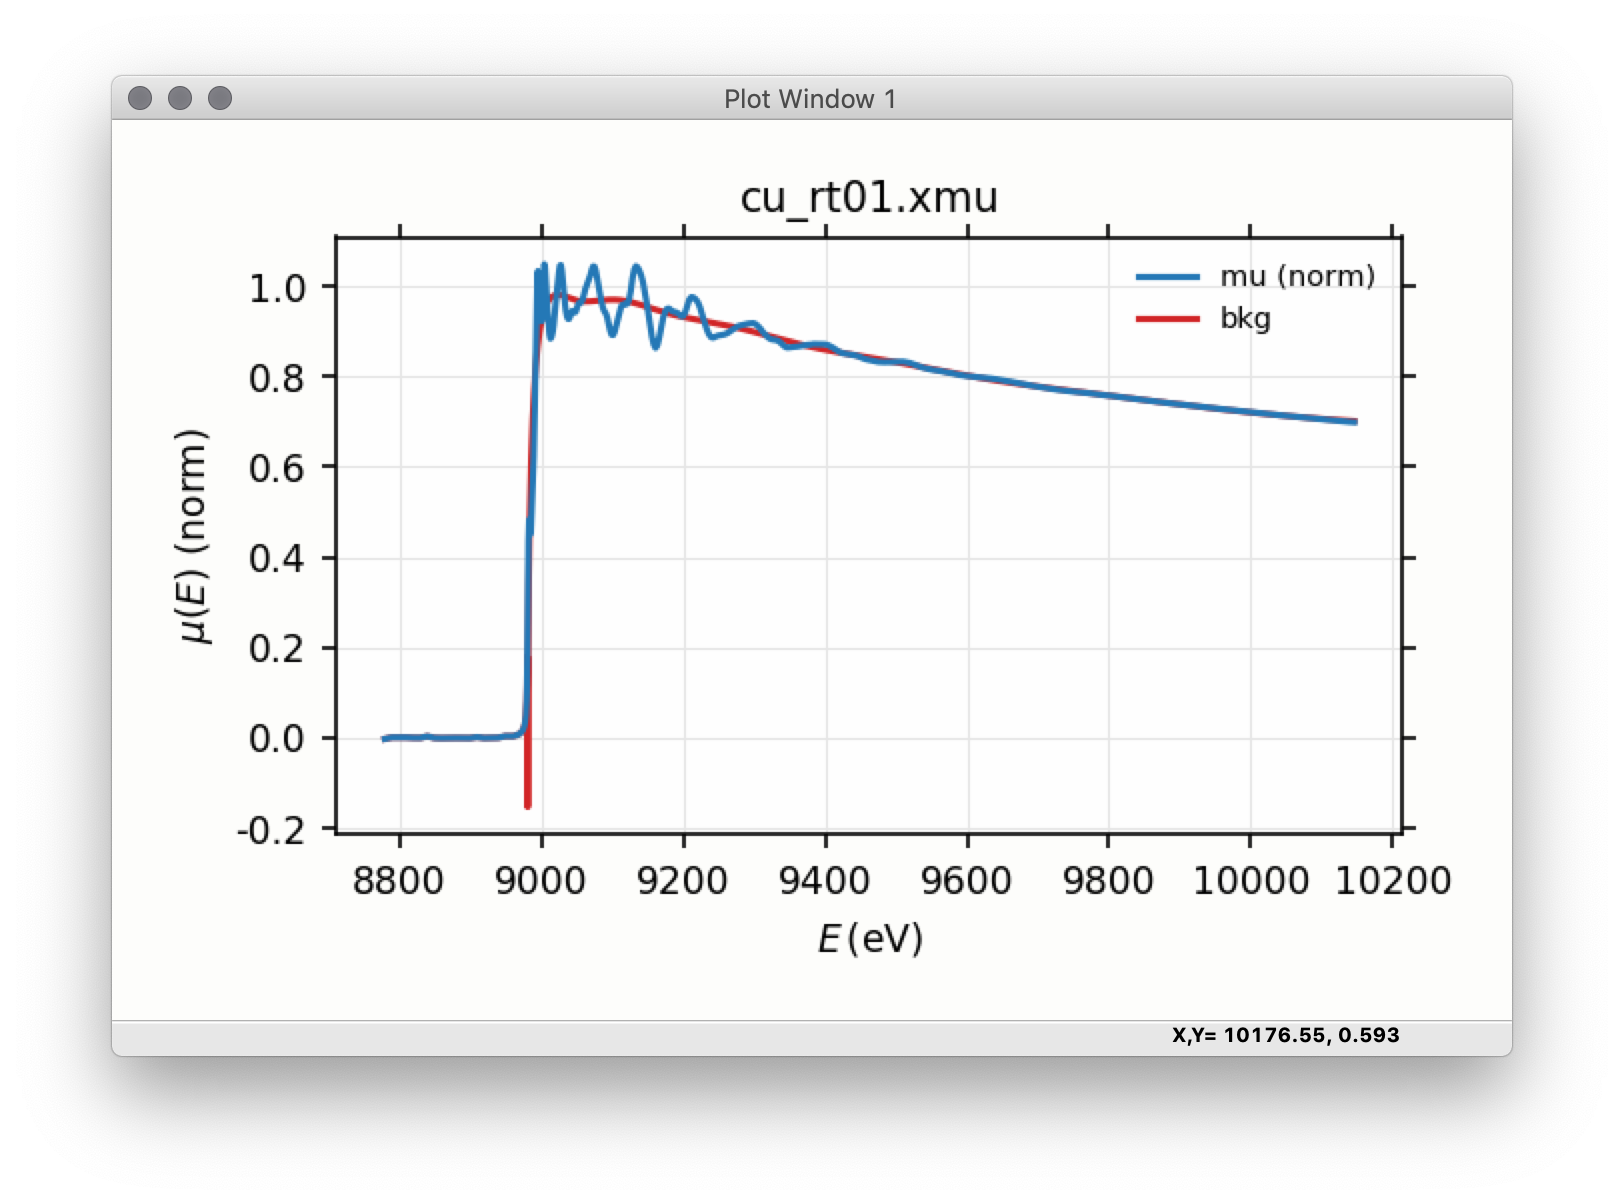 Plot Window 1
cu_rt01.xmu
mu (norm)
bkg
1.0
0.8
0.6
0.4
0.2
0.0
-0.2
μ(E) (norm)
8800 9000 9200 9400 9600 9800 10000 10200
E (eV)
X,Y= 10176.55, 0.593